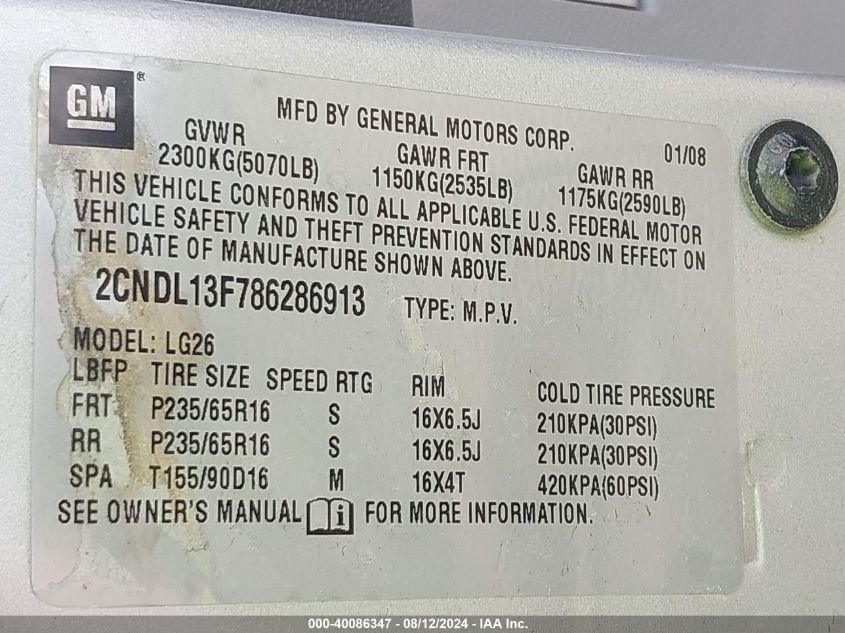 GM ®
MFD BY GENERAL MOTORS CORP. 01/08
GVWR GAWR FRT GAWR RR
2300KG(5070LB) 1150KG(2535LB) 1175KG(2590LB)
THIS VEHICLE CONFORMS TO ALL APPLICABLE U.S. FEDERAL MOTOR
VEHICLE SAFETY AND THEFT PREVENTION STANDARDS IN EFFECT ON
THE DATE OF MANUFACTURE SHOWN ABOVE.
2CNDL13F786286913 TYPE: M.P.V.
MODEL: LG26
LBFP TIRE SIZE SPEED RTG RIM COLD TIRE PRESSURE
FRT P235/65R16 S 16X6.5J 210KPA(30PSI)
RR P235/65R16 S 16X6.5J 210KPA(30PSI)
SPA T155/90D16 M 16X4T 420KPA(60PSI)
SEE OWNER'S MANUAL i FOR MORE INFORMATION.
000-40086347 - 08/12/2024 - IAA Inc.